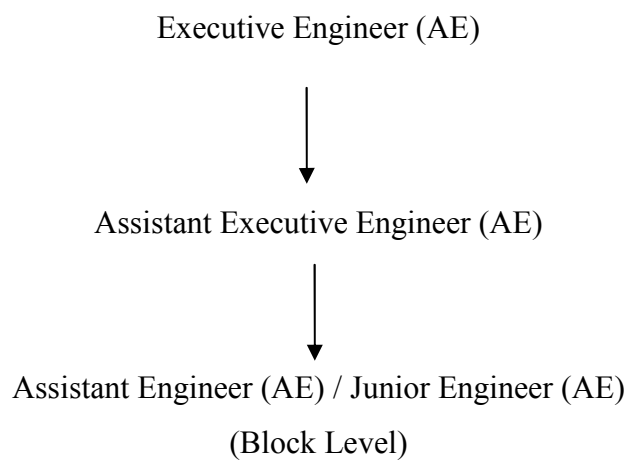 Executive Engineer (AE)
Assistant Executive Engineer (AE)
Assistant Engineer (AE) / Junior Engineer (AE)
(Block Level)